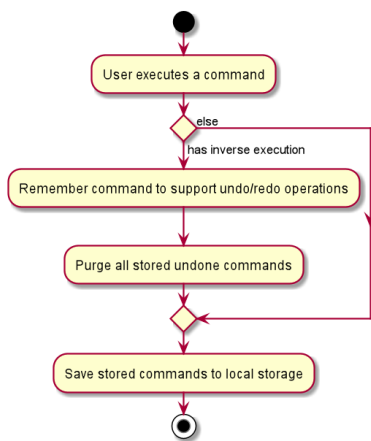 User executes a command
else
has inverse execution
Remember command to support undo/redo operations
Purge all stored undone commands
Save stored commands to local storage